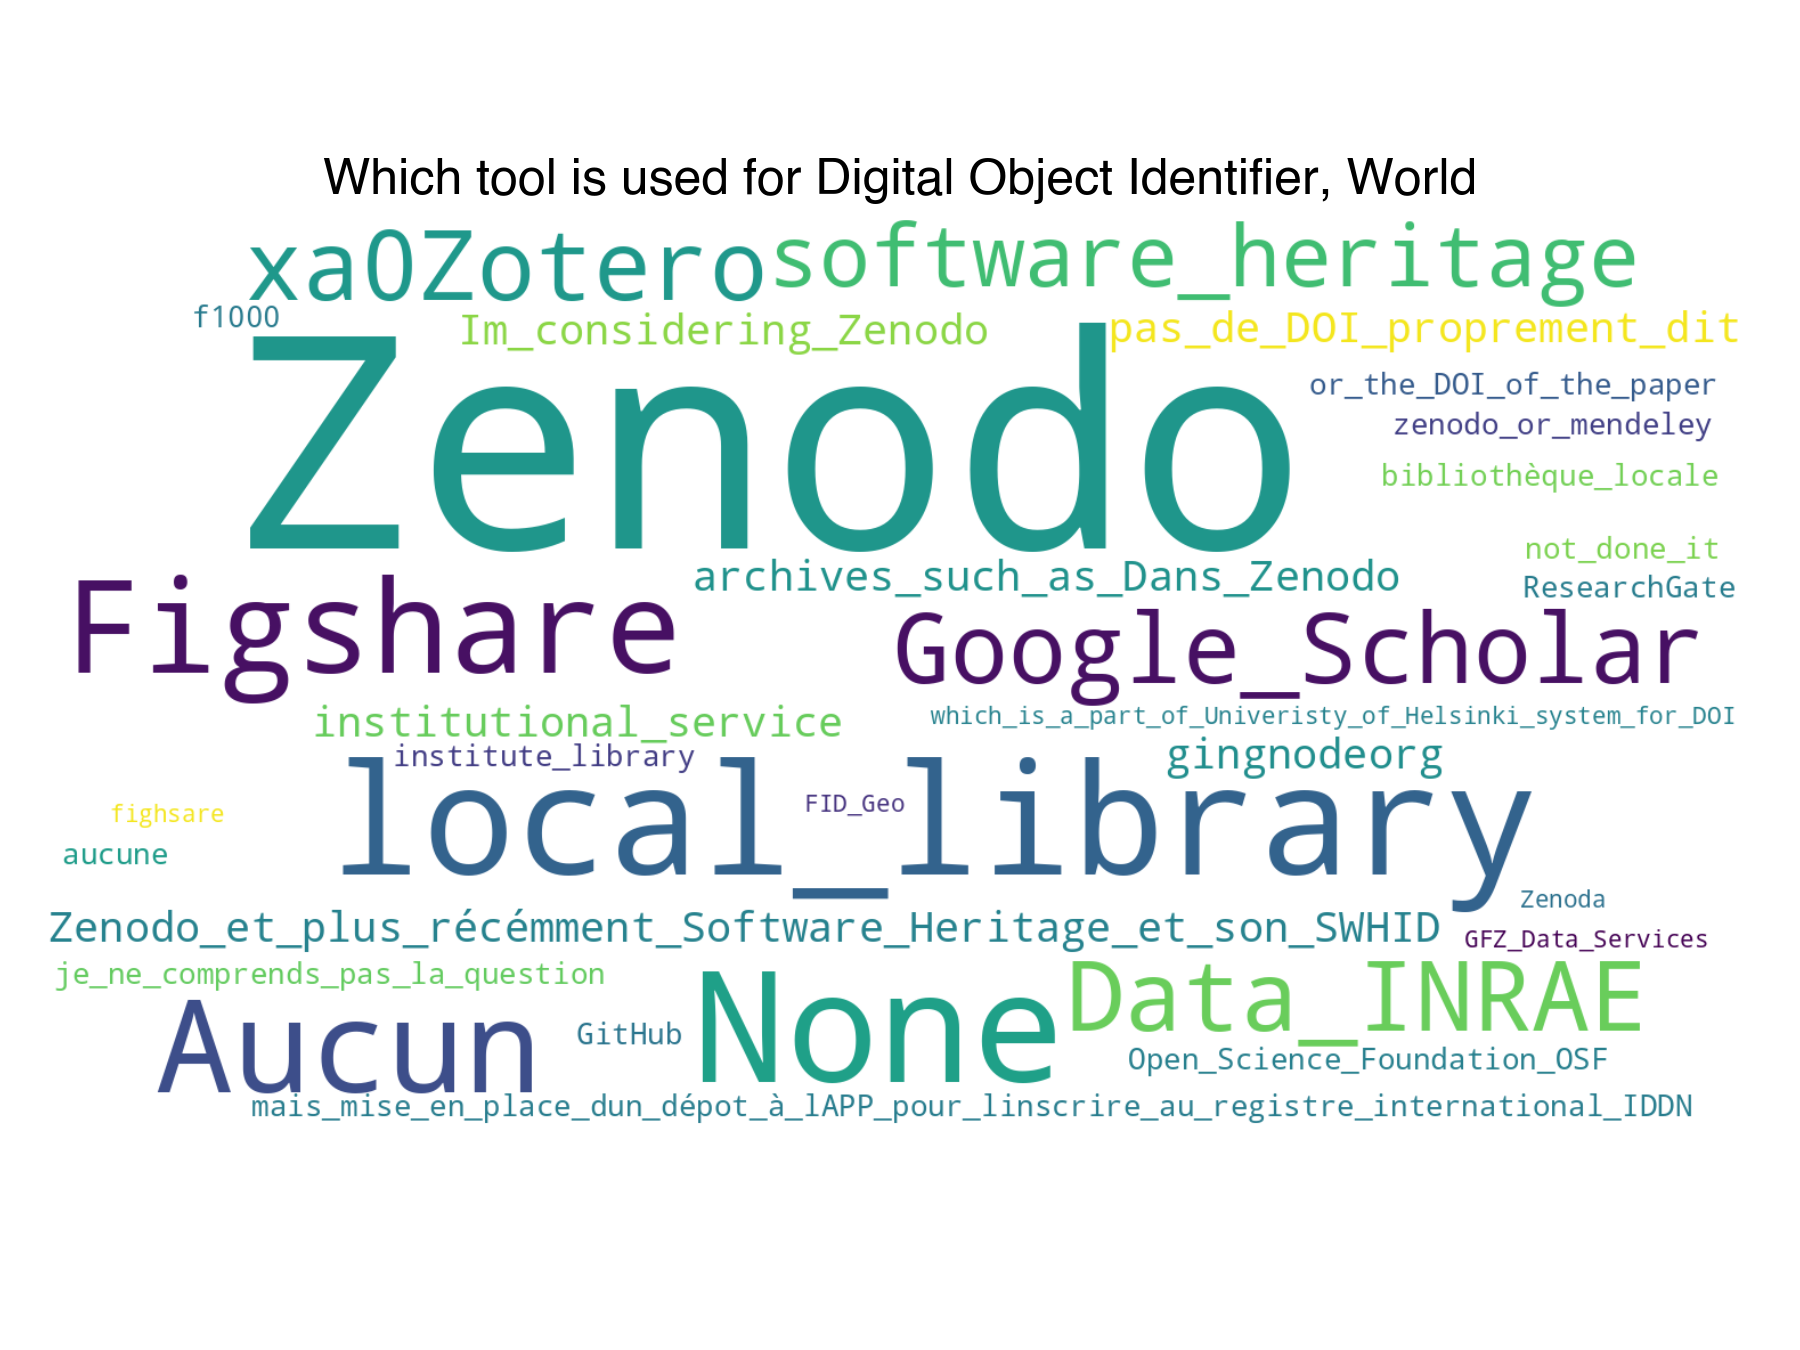 Which tool is used for Digital Object Identifier, World
xa0Zotero
software_heritage
f1000
Im_considering_Zenodo
pas_de_DOI_proprement_dit
Zenodo
or_the_DOI_of_the_paper
zenodo_or_mendeley
bibliothèque_locale
not_done_it
archives_such_as_Dans_Zenodo
ResearchGate
Figshare
Google_Scholar
institutional_service
which_is_a_part_of_Univeristy_of_Helsinki_system_for_DOI
institute_library
gingnodeorg
local_library
FID_Geo
fighsare
aucune
Zenoda
Zenodo_et_plus_récémment_Software_Heritage_et_son_SWHID
GFZ_Data_Services
je_ne_comprends_pas_la_question
Data_INRAE
Aucun
GitHub
None
Open_Science_Foundation_OSF
mais_mise_en_place_dun_dépot_à_lAPP_pour_linscrire_au_registre_international_IDDN